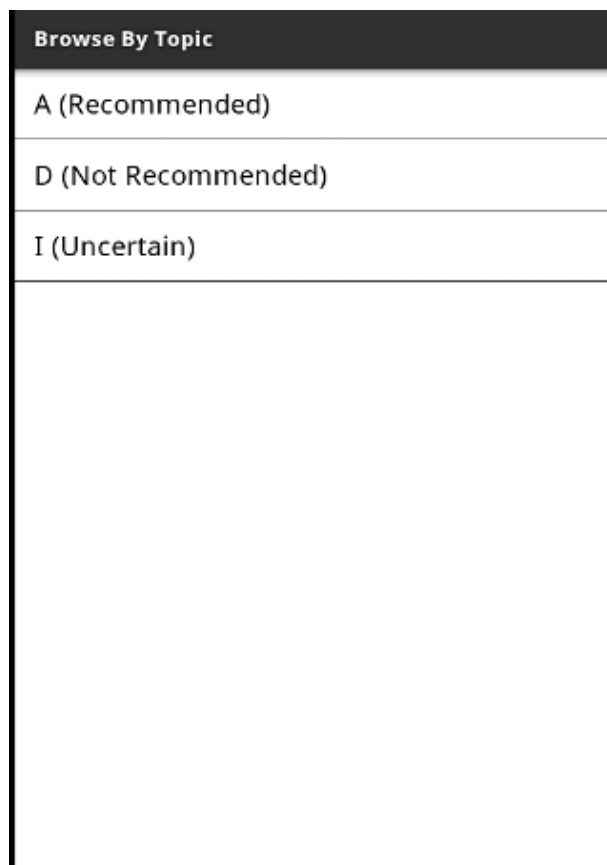 Browse By Topic
A (Recommended)
D (Not Recommended)
I (Uncertain)